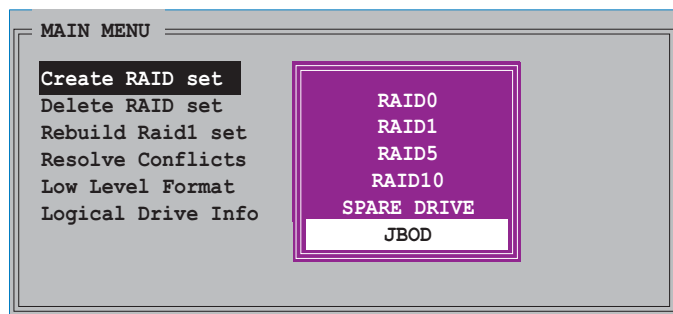 MAIN MENU
Create RAID set
Delete RAID set
Rebuild Raid1 set
Resolve Conflicts
Low Level Format
Logical Drive Info
RAID0
RAID1
RAID5
RAID10
SPARE DRIVE
JBOD